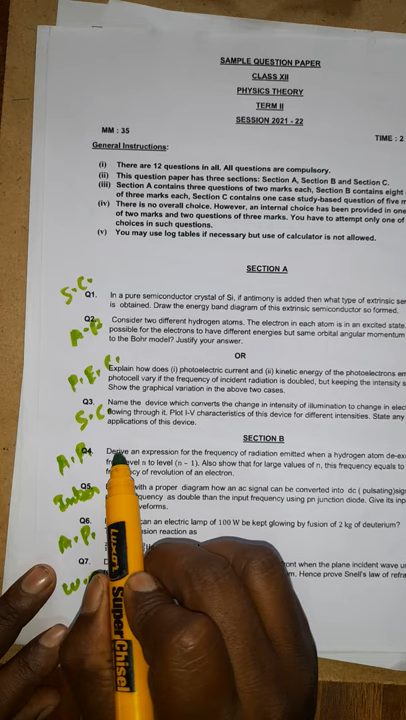 SAMPLE QUESTION PAPER
CLASS XII
PHYSICS THEORY
TERM II
SESSION 2021 - 22
MM : 35
TIME : 2
General Instructions:
(i) There are 12 questions in all. All questions are compulsory.
(ii) This question paper has three sections: Section A, Section B and Section C.
(iii) Section A contains three questions of two marks each, Section B contains eight
of three marks each, Section C contains one case study-based question of five m
(iv) There is no overall choice. However, an internal choice has been provided in one
of two marks and two questions of three marks. You have to attempt only one of
choices in such questions.
(v) You may use log tables if necessary but use of calculator is not allowed.
SECTION A
S.C.
Q1. In a pure semiconductor crystal of Si, if antimony is added then what type of extrinsic se
is obtained. Draw the energy band diagram of this extrinsic semiconductor so formed.
Q2. Consider two different hydrogen atoms. The electron in each atom is in an excited state.
possible for the electrons to have different energies but same orbital angular momentum
to the Bohr model? Justify your answer.
OR
Explain how does (i) photoelectric current and (ii) kinetic energy of the photoelectrons em
photocell vary if the frequency of incident radiation is doubled, but keeping the intensity s
Show the graphical variation in the above two cases.
Q3. Name the device which converts the change in intensity of illumination to change in elec
flowing through it. Plot I-V characteristics of this device for different intensities. State any
applications of this device.
S.C.
SECTION B
Q4. Derive an expression for the frequency of radiation emitted when a hydrogen atom de-ex
level n to level (n − 1). Also show that for large values of n, this frequency equals to
of revolution of an electron.
Q5. with a proper diagram how an ac signal can be converted into dc ( pulsating)sig
quency as double than the input frequency using pn junction diode. Give its inp
veforms.
Q6. can an electric lamp of 100 W be kept glowing by fusion of 2 kg of deuterium?
sion reaction as
A.P.
Q7. ont when the plane incident wave u
m. Hence prove Snell's law of refra
LUXOR SuperChisel